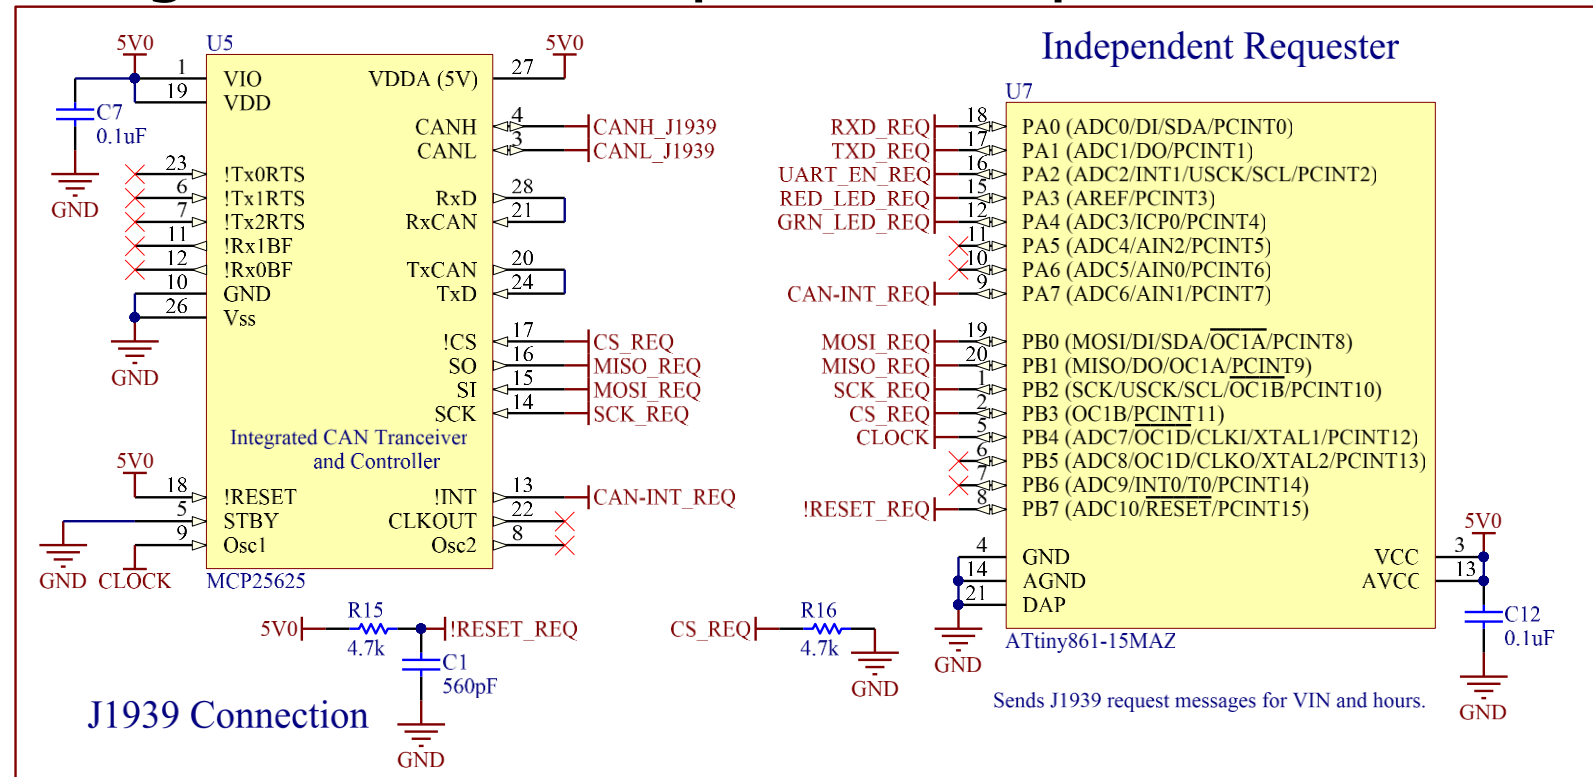 Independent Requester
5V0
U5
5V0
1 VIO
19 VDD
VDDA (5V) 27
C7
0.1uF
GND
CANH 4 CANH_J1939
CANL 3 CANL_J1939
23 !Tx0RTS
6 !Tx1RTS
7 !Tx2RTS
11 !Rx1BF
12 !Rx0BF
10 GND
26 Vss
GND
RxD 28
RxCAN 21
TxCAN 20
TxD 24
!CS 17 CS_REQ
SO 16 MISO_REQ
SI 15 MOSI_REQ
SCK 14 SCK_REQ
Integrated CAN Tranceiver
and Controller
5V0
18 !RESET
5 STBY
9 Osc1
GND CLOCK
!INT 13 CAN-INT_REQ
CLKOUT 22
Osc2 8
MCP25625
U7
RXD_REQ 18 PA0 (ADC0/DI/SDA/PCINT0)
TXD_REQ 17 PA1 (ADC1/DO/PCINT1)
UART_EN_REQ 16 PA2 (ADC2/INT1/USCK/SCL/PCINT2)
RED_LED_REQ 15 PA3 (AREF/PCINT3)
GRN_LED_REQ 12 PA4 (ADC3/ICP0/PCINT4)
11 PA5 (ADC4/AIN2/PCINT5)
10 PA6 (ADC5/AIN0/PCINT6)
CAN-INT_REQ 9 PA7 (ADC6/AIN1/PCINT7)
MOSI_REQ 19 PB0 (MOSI/DI/SDA/OC1A/PCINT8)
MISO_REQ 20 PB1 (MISO/DO/OC1A/PCINT9)
SCK_REQ 1 PB2 (SCK/USCK/SCL/OC1B/PCINT10)
CS_REQ 2 PB3 (OC1B/PCINT11)
CLOCK 5 PB4 (ADC7/OC1D/CLKI/XTAL1/PCINT12)
6 PB5 (ADC8/OC1D/CLKO/XTAL2/PCINT13)
7 PB6 (ADC9/INT0/T0/PCINT14)
!RESET_REQ 8 PB7 (ADC10/RESET/PCINT15)
4 GND
14 AGND
21 DAP
GND
5V0
VCC 3
AVCC 13
C12
0.1uF
GND
ATtiny861-15MAZ
R15
5V0 !RESET_REQ
4.7k
C1
560pF
GND
R16
CS_REQ
4.7k
GND
Sends J1939 request messages for VIN and hours.
J1939 Connection